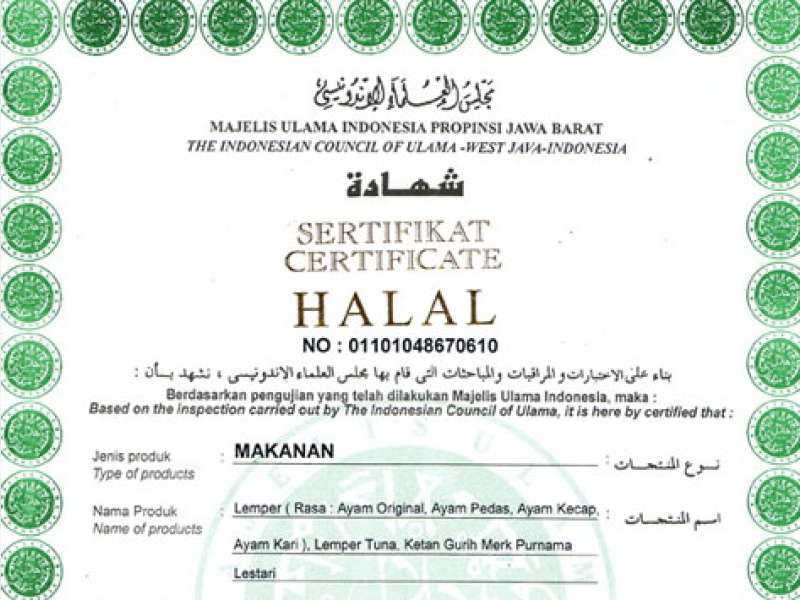 مجلس العلماء الإندونيسي
MAJELIS ULAMA INDONESIA PROPINSI JAWA BARAT
THE INDONESIAN COUNCIL OF ULAMA -WEST JAVA-INDONESIA
شهادة
SERTIFIKAT
CERTIFICATE
HALAL
NO : 01101048670610
بناء على الاختبارات و المراقبات والمباحثات التى قام بها مجلس العلماء الاندونيسى ، نشهد بأن :
Berdasarkan pengujian yang telah dilakukan Majelis Ulama Indonesia, maka :
Based on the inspection carried out by The Indonesian Council of Ulama, it is here by certified that :
Jenis produk : MAKANAN : نوع المنتجات
Type of products
Nama Produk : Lemper ( Rasa : Ayam Original, Ayam Pedas, Ayam Kecap, : اسم المنتجات
Name of products
Ayam Kari ), Lemper Tuna, Ketan Gurih Merk Purnama
Lestari